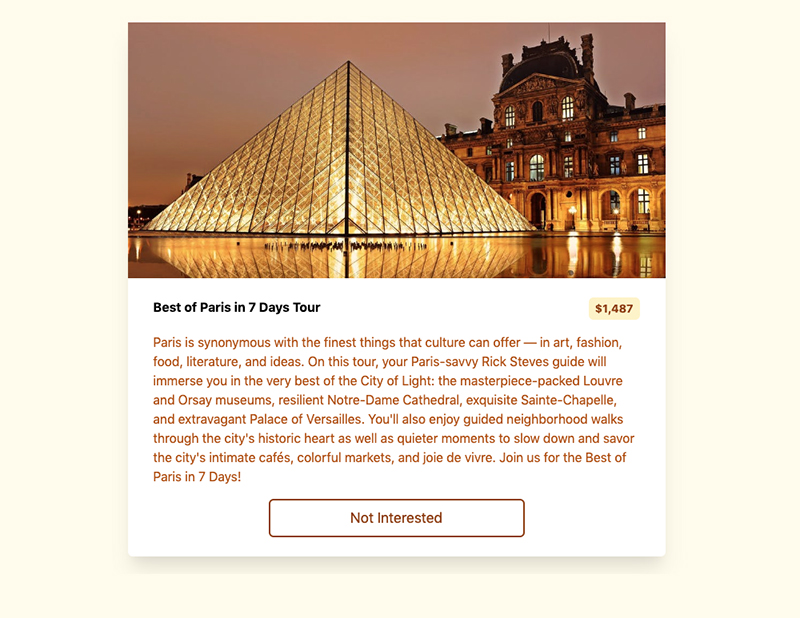 Best of Paris in 7 Days Tour
$1,487
Paris is synonymous with the finest things that culture can offer — in art, fashion,
food, literature, and ideas. On this tour, your Paris-savvy Rick Steves guide will
immerse you in the very best of the City of Light: the masterpiece-packed Louvre
and Orsay museums, resilient Notre-Dame Cathedral, exquisite Sainte-Chapelle,
and extravagant Palace of Versailles. You'll also enjoy guided neighborhood walks
through the city's historic heart as well as quieter moments to slow down and savor
the city's intimate cafés, colorful markets, and joie de vivre. Join us for the Best of
Paris in 7 Days!
Not Interested